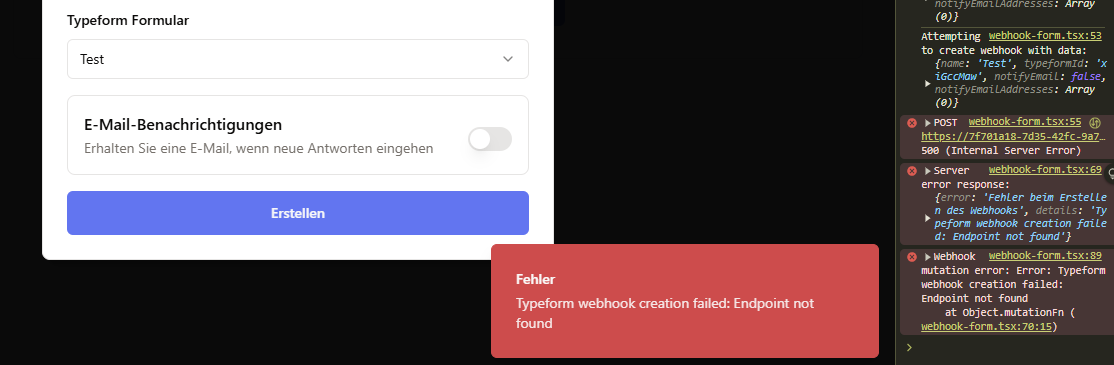 Typeform Formular
Test
E-Mail-Benachrichtigungen
Erhalten Sie eine E-Mail, wenn neue Antworten eingehen
Erstellen
Fehler
Typeform webhook creation failed: Endpoint not
found
notifyEmailAddresses: Array
(0)}
Attempting webhook-form.tsx:53
to create webhook with data:
{name: 'Test', typeformId: 'x
iGccMaw', notifyEmail: false,
notifyEmailAddresses: Array
(0)}
POST webhook-form.tsx:55
https://7f701a18-7d35-42fc-9a7…
500 (Internal Server Error)
Server webhook-form.tsx:69
error response:
{error: 'Fehler beim Erstelle
n des Webhooks', details: 'Ty
peform webhook creation faile
d: Endpoint not found'}
Webhook webhook-form.tsx:89
mutation error: Error: Typeform
webhook creation failed:
Endpoint not found
at Object.mutationFn (
webhook-form.tsx:70:15)